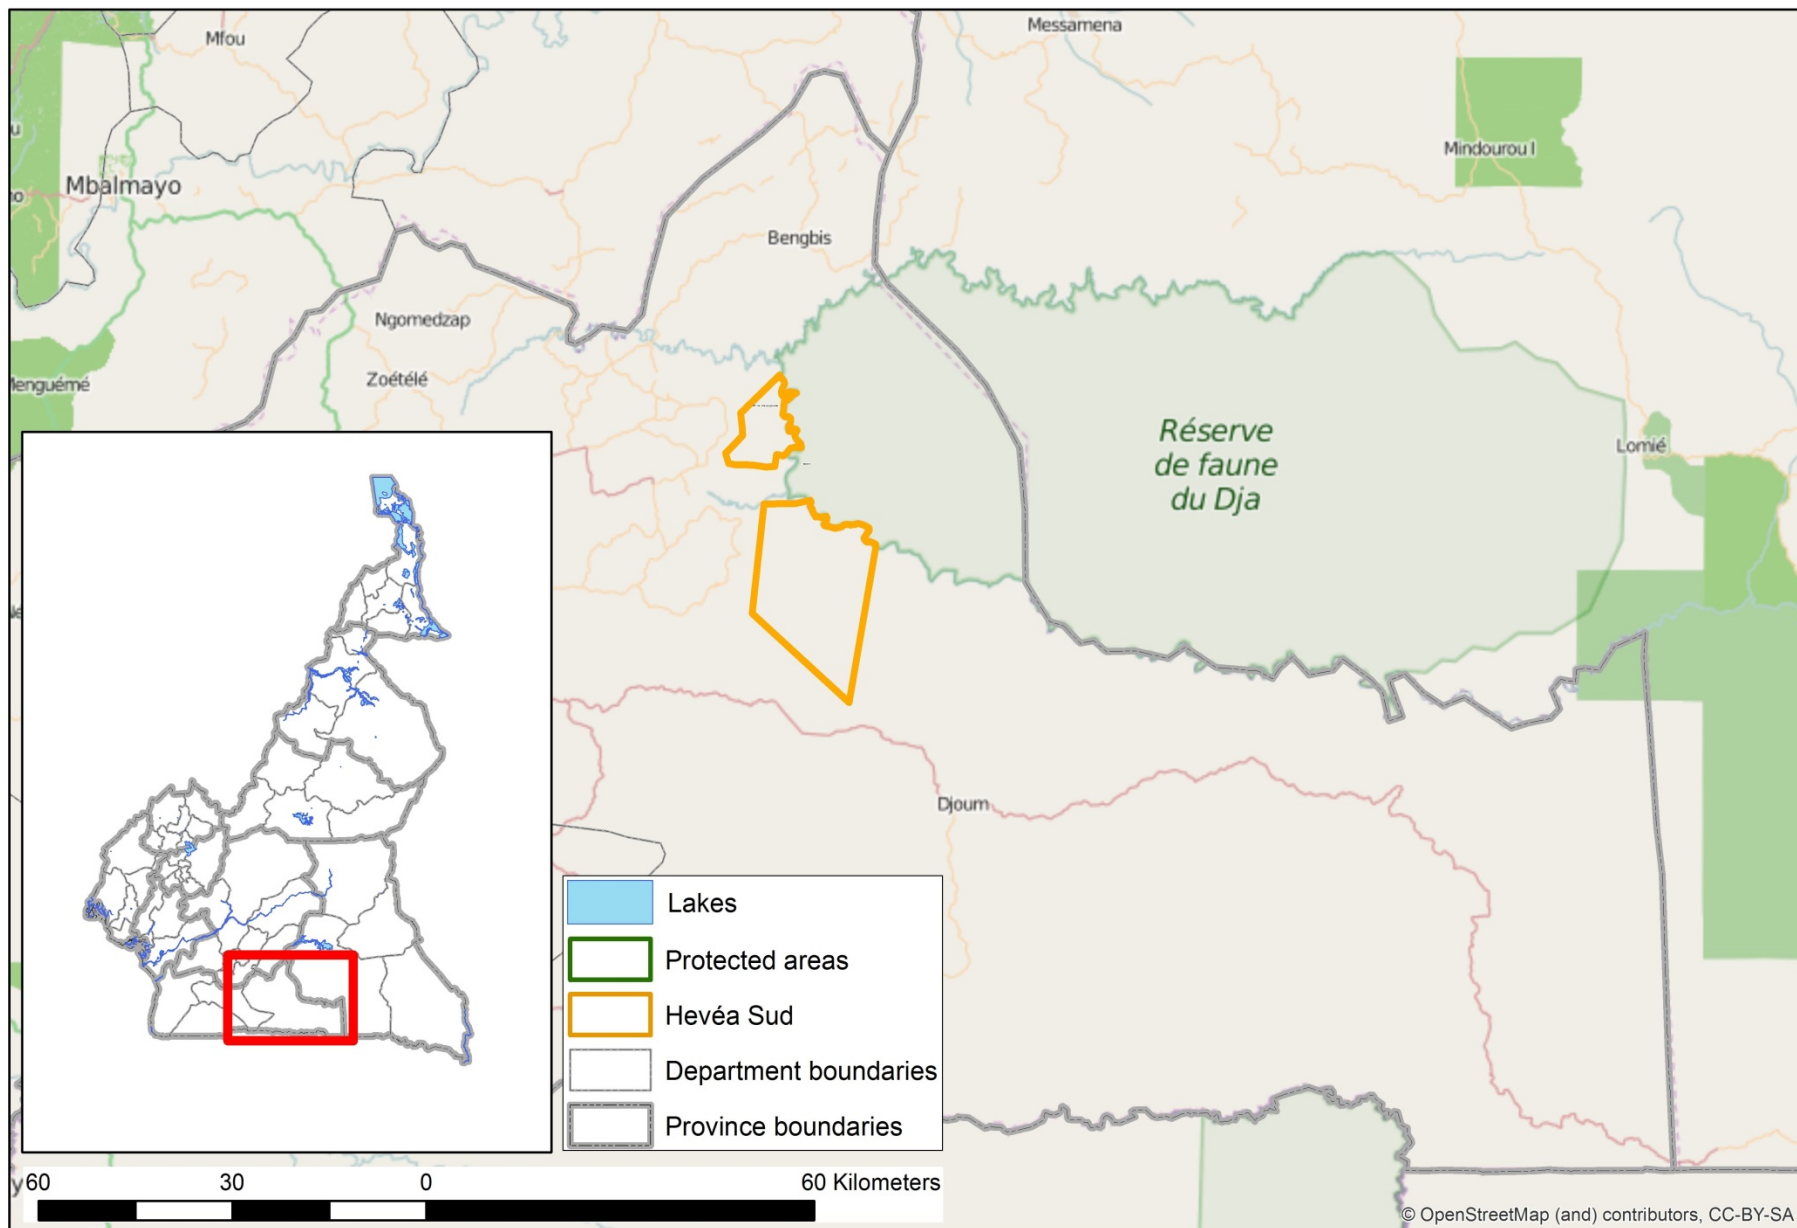 Messamena
Mfou
u
Mindourou I
Mbalmayo
Bengbis
Ngomedzap
Zoétélé
Menguémé
Réserve
de faune
du Dja
Lomié
Djoum
Lakes
Protected areas
Hevéa Sud
Department boundaries
Province boundaries
y
60 30 0 60 Kilometers
© OpenStreetMap (and) contributors, CC-BY-SA